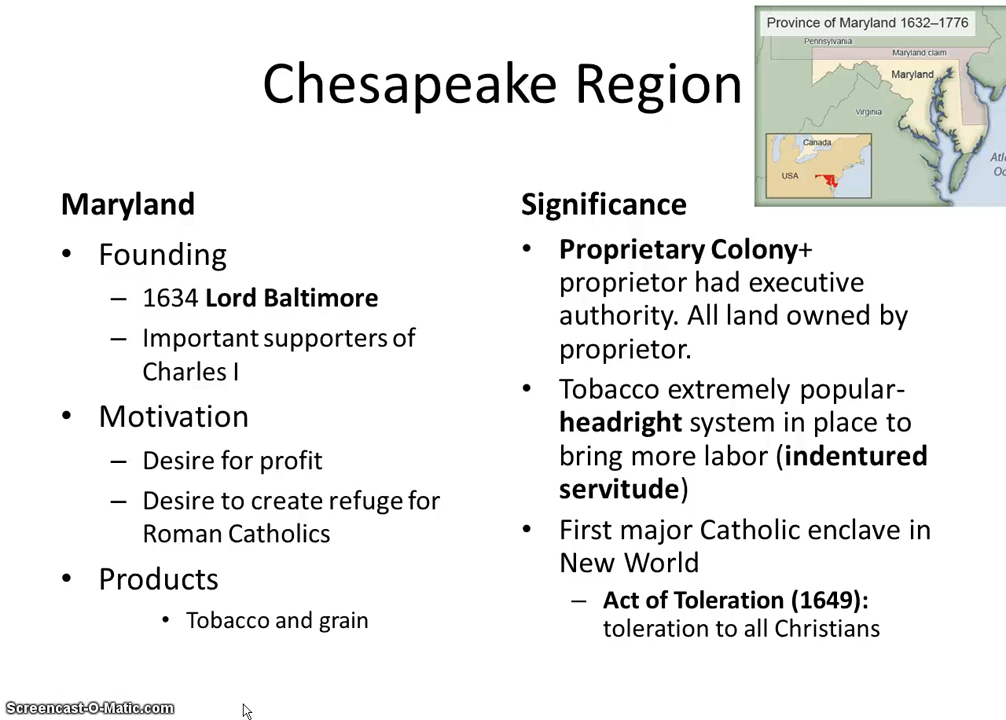 Province of Maryland 1632–1776
Pennsylvania
Maryland claim
Maryland
Virginia
Canada
USA
Chesapeake Region
Maryland
• Founding
– 1634 Lord Baltimore
– Important supporters of
Charles I
• Motivation
– Desire for profit
– Desire to create refuge for
Roman Catholics
• Products
• Tobacco and grain
Significance
• Proprietary Colony+
proprietor had executive
authority. All land owned by
proprietor.
• Tobacco extremely popular-
headright system in place to
bring more labor (indentured
servitude)
• First major Catholic enclave in
New World
– Act of Toleration (1649):
toleration to all Christians
Screencast-O-Matic.com